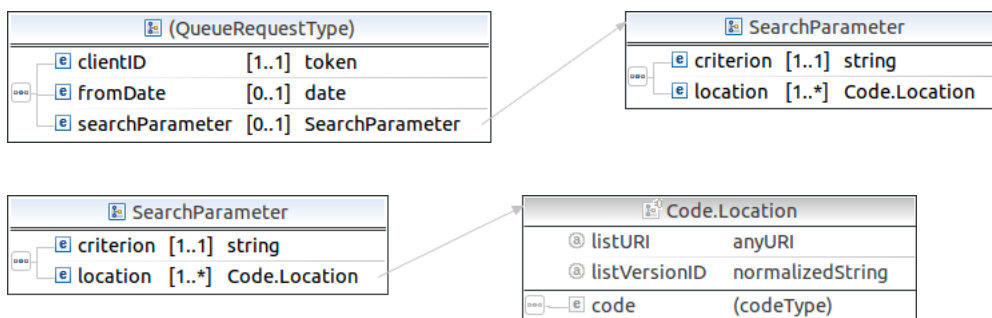 (QueueRequestType)
clientID [1..1] token
fromDate [0..1] date
searchParameter [0..1] SearchParameter
SearchParameter
criterion [1..1] string
location [1..*] Code.Location
SearchParameter
criterion [1..1] string
location [1..*] Code.Location
Code.Location
listURI anyURI
listVersionID normalizedString
code (codeType)